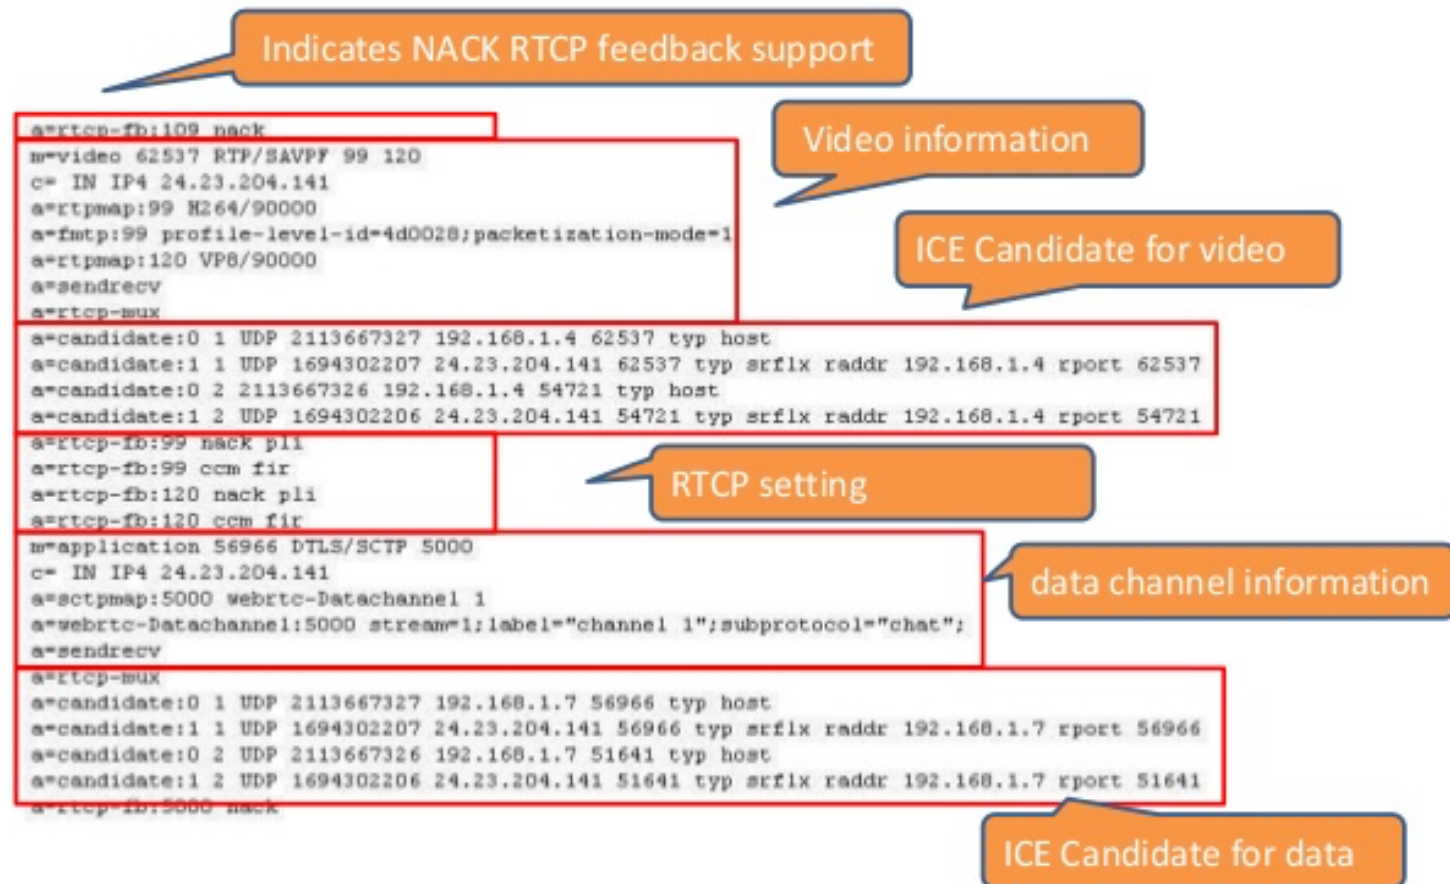 Indicates NACK RTCP feedback support
a=rtcp-fb:109 nack
Video information
m=video 62537 RTP/SAVPF 99 120
c= IN IP4 24.23.204.141
a=rtpmap:99 H264/90000
a=fmtp:99 profile-level-id=4d0028;packetization-mode=1
a=rtpmap:120 VP8/90000
a=sendrecv
a=rtcp-mux
ICE Candidate for video
a=candidate:0 1 UDP 2113667327 192.168.1.4 62537 typ host
a=candidate:1 1 UDP 1694302207 24.23.204.141 62537 typ srflx raddr 192.168.1.4 rport 62537
a=candidate:0 2 2113667326 192.168.1.4 54721 typ host
a=candidate:1 2 UDP 1694302206 24.23.204.141 54721 typ srflx raddr 192.168.1.4 rport 54721
a=rtcp-fb:99 nack pli
a=rtcp-fb:99 ccm fir
a=rtcp-fb:120 nack pli
a=rtcp-fb:120 ccm fir
RTCP setting
m=application 56966 DTLS/SCTP 5000
c= IN IP4 24.23.204.141
a=sctpmap:5000 webrtc-Datachannel 1
a=webrtc-Datachannel:5000 stream=1;label="channel 1";subprotocol="chat";
a=sendrecv
data channel information
a=rtcp-mux
a=candidate:0 1 UDP 2113667327 192.168.1.7 56966 typ host
a=candidate:1 1 UDP 1694302207 24.23.204.141 56966 typ srflx raddr 192.168.1.7 rport 56966
a=candidate:0 2 UDP 2113667326 192.168.1.7 51641 typ host
a=candidate:1 2 UDP 1694302206 24.23.204.141 51641 typ srflx raddr 192.168.1.7 rport 51641
a=rtcp-fb:5000 nack
ICE Candidate for data